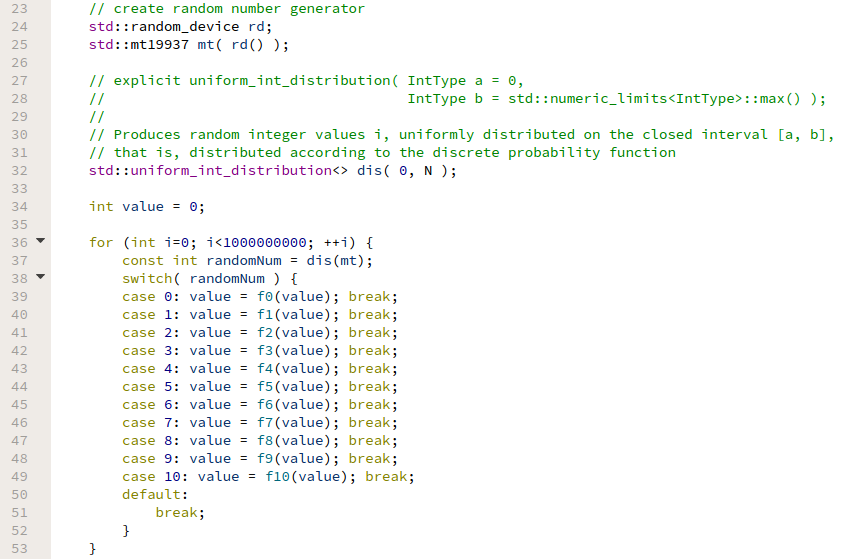 23 // create random number generator
24 std::random_device rd;
25 std::mt19937 mt( rd() );
26
27 // explicit uniform_int_distribution( IntType a = 0,
28 //                                    IntType b = std::numeric_limits<IntType>::max() );
29 //
30 // Produces random integer values i, uniformly distributed on the closed interval [a, b],
31 // that is, distributed according to the discrete probability function
32 std::uniform_int_distribution<> dis( 0, N );
33
34 int value = 0;
35
36 for (int i=0; i<1000000000; ++i) {
37     const int randomNum = dis(mt);
38     switch( randomNum ) {
39     case 0: value = f0(value); break;
40     case 1: value = f1(value); break;
41     case 2: value = f2(value); break;
42     case 3: value = f3(value); break;
43     case 4: value = f4(value); break;
44     case 5: value = f5(value); break;
45     case 6: value = f6(value); break;
46     case 7: value = f7(value); break;
47     case 8: value = f8(value); break;
48     case 9: value = f9(value); break;
49     case 10: value = f10(value); break;
50     default:
51         break;
52     }
53 }